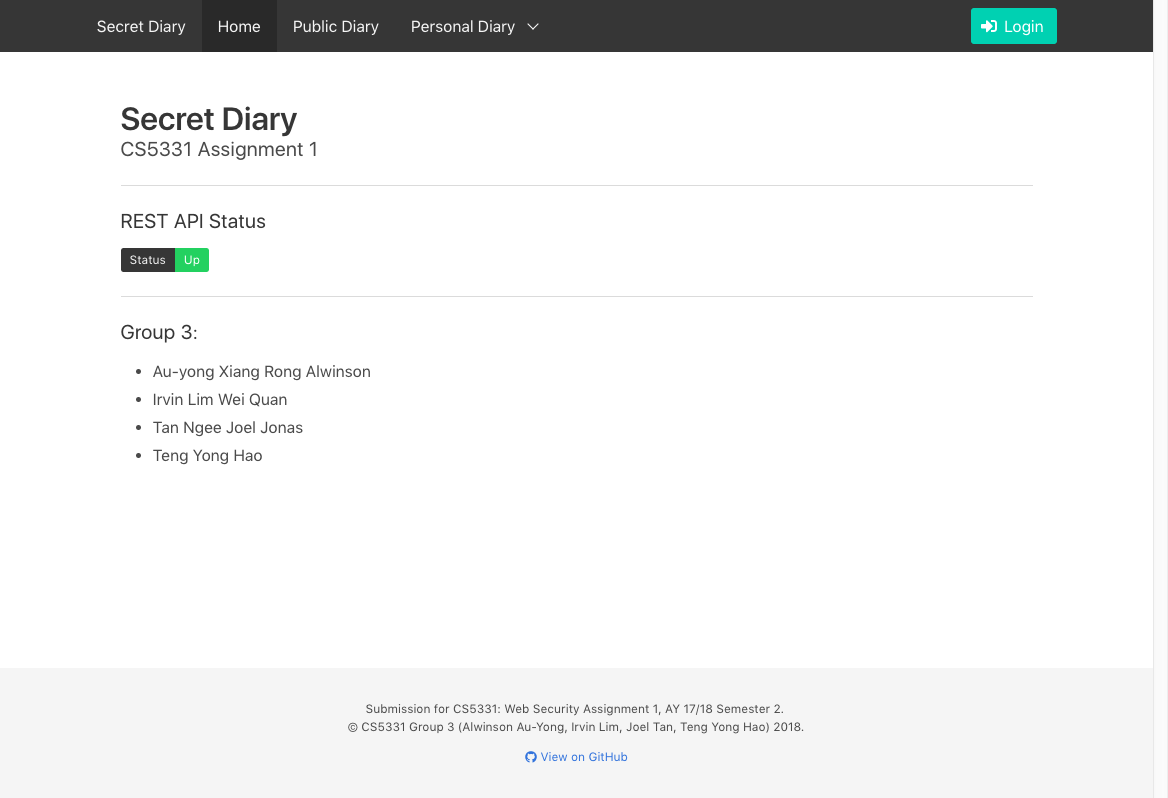 Secret Diary Home Public Diary Personal Diary Login
Secret Diary
CS5331 Assignment 1
REST API Status
Status Up
Group 3:
• Au-yong Xiang Rong Alwinson
• Irvin Lim Wei Quan
• Tan Ngee Joel Jonas
• Teng Yong Hao
Submission for CS5331: Web Security Assignment 1, AY 17/18 Semester 2.
© CS5331 Group 3 (Alwinson Au-Yong, Irvin Lim, Joel Tan, Teng Yong Hao) 2018.
View on GitHub